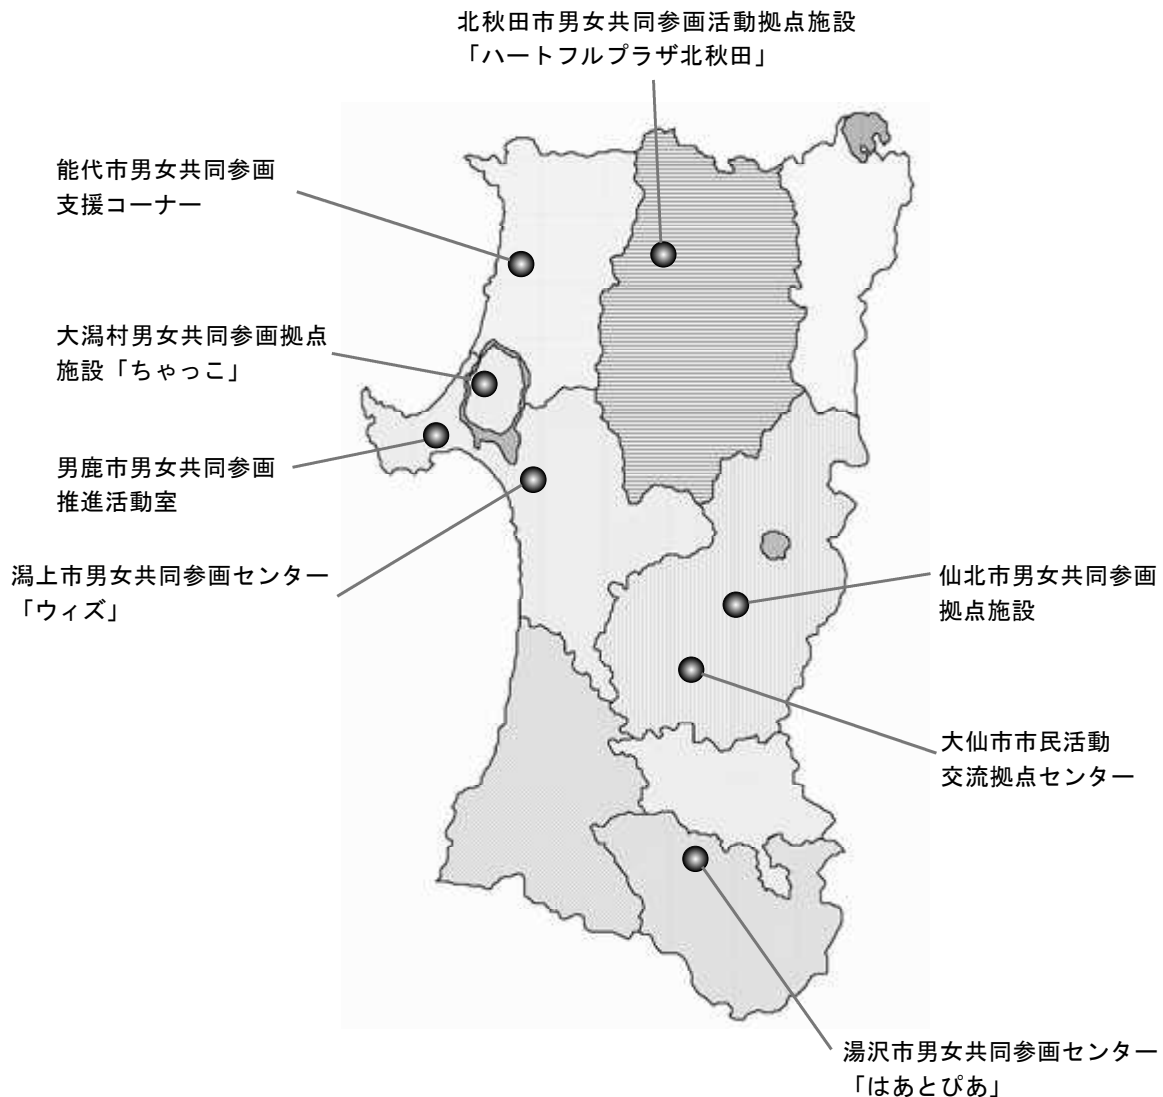 北秋田市男女共同参画活動拠点施設
「ハートフルプラザ北秋田」
能代市男女共同参画
支援コーナー
大潟村男女共同参画拠点
施設「ちゃっこ」
男鹿市男女共同参画
推進活動室
潟上市男女共同参画センター
「ウィズ」
仙北市男女共同参画
拠点施設
大仙市市民活動
交流拠点センター
湯沢市男女共同参画センター
「はあとぴあ」